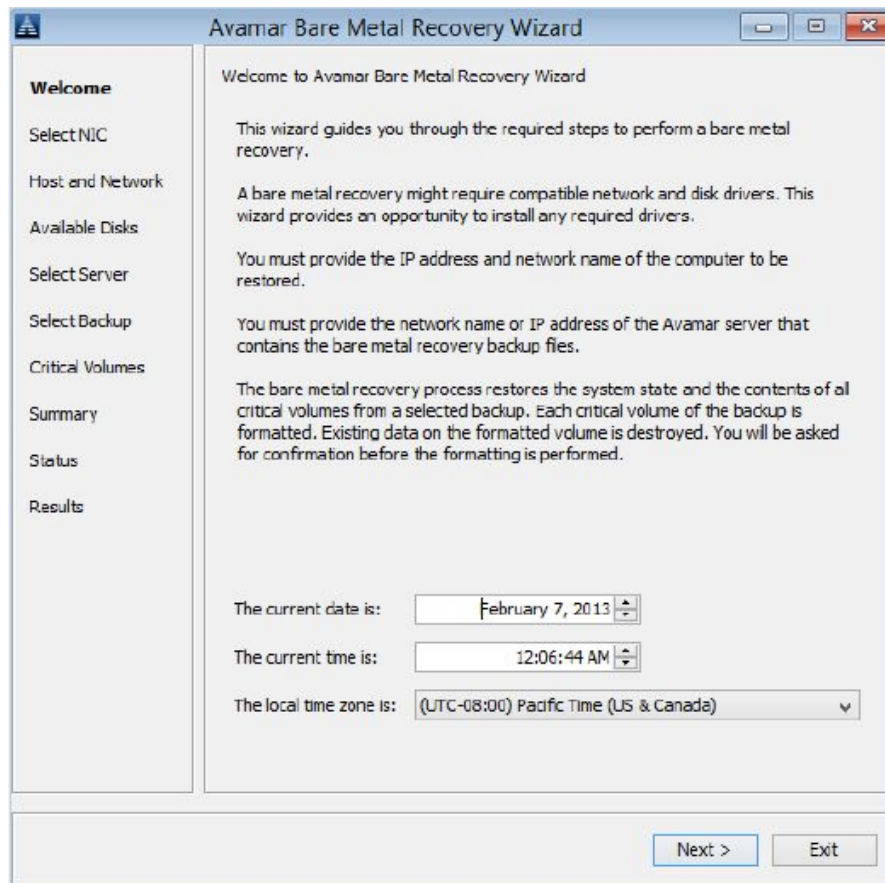 Avamar Bare Metal Recovery Wizard
Welcome
Select NIC
Host and Network
Available Disks
Select Server
Select Backup
Critical Volumes
Summary
Status
Results
Welcome to Avamar Bare Metal Recovery Wizard
This wizard guides you through the required steps to perform a bare metal
recovery.
A bare metal recovery might require compatible network and disk drivers. This
wizard provides an opportunity to install any required drivers.
You must provide the IP address and network name of the computer to be
restored.
You must provide the network name or IP address of the Avamar server that
contains the bare metal recovery backup files.
The bare metal recovery process restores the system state and the contents of all
critical volumes from a selected backup. Each critical volume of the backup is
formatted. Existing data on the formatted volume is destroyed. You will be asked
for confirmation before the formatting is performed.
The current date is: February 7, 2013
The current time is: 12:06:44 AM
The local time zone is: (UTC-08:00) Pacific Time (US & Canada)
Next > Exit